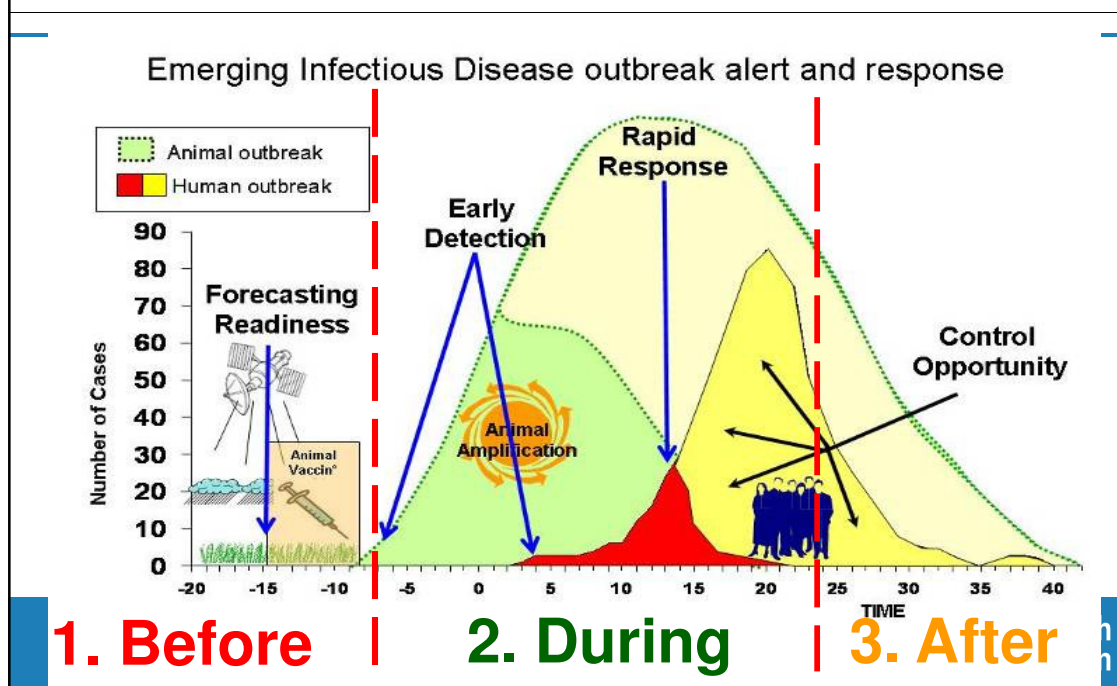 Emerging Infectious Disease outbreak alert and response
Animal outbreak
Human outbreak
Rapid
Response
Early
Detection
Forecasting
Readiness
Control
Opportunity
Animal
Amplification
Animal
Vaccin°
Number of Cases
90
80
70
60
50
40
30
20
10
0
-20 -15 -10 -5 0 5 10 15 20 25 30 35 40
TIME
1. Before
2. During
3. After